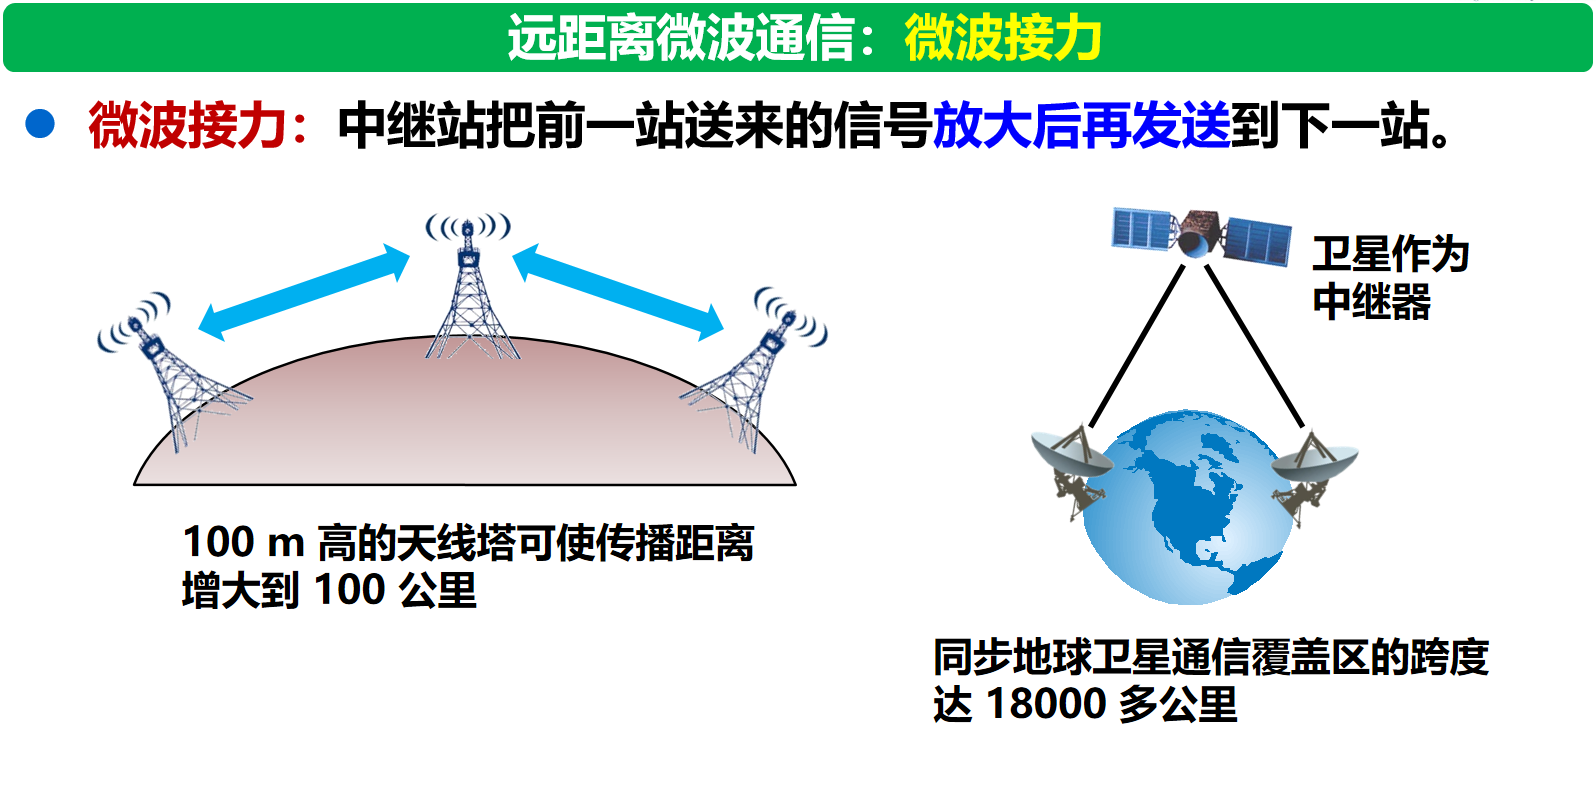 远距离微波通信：微波接力
微波接力：中继站把前一站送来的信号放大后再发送到下一站。
卫星作为
中继器
100 m 高的天线塔可使传播距离
增大到 100 公里
同步地球卫星通信覆盖区的跨度
达 18000 多公里